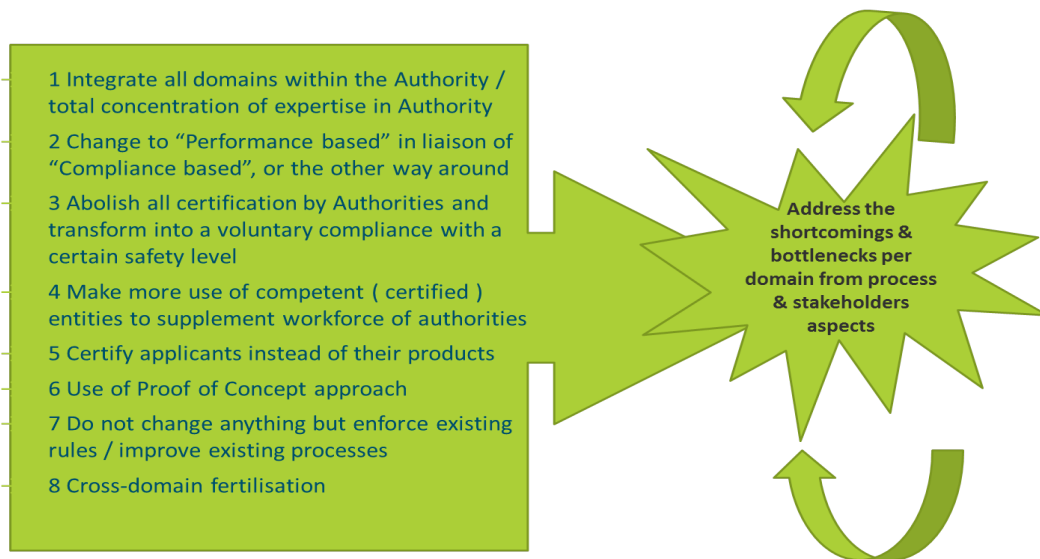 1 Integrate all domains within the Authority /
total concentration of expertise in Authority
2 Change to “Performance based” in liaison of
“Compliance based”, or the other way around
3 Abolish all certification by Authorities and
transform into a voluntary compliance with a
certain safety level
4 Make more use of competent ( certified )
entities to supplement workforce of authorities
5 Certify applicants instead of their products
6 Use of Proof of Concept approach
7 Do not change anything but enforce existing
rules / improve existing processes
8 Cross-domain fertilisation
Address the
shortcomings &
bottlenecks per
domain from process
& stakeholders
aspects